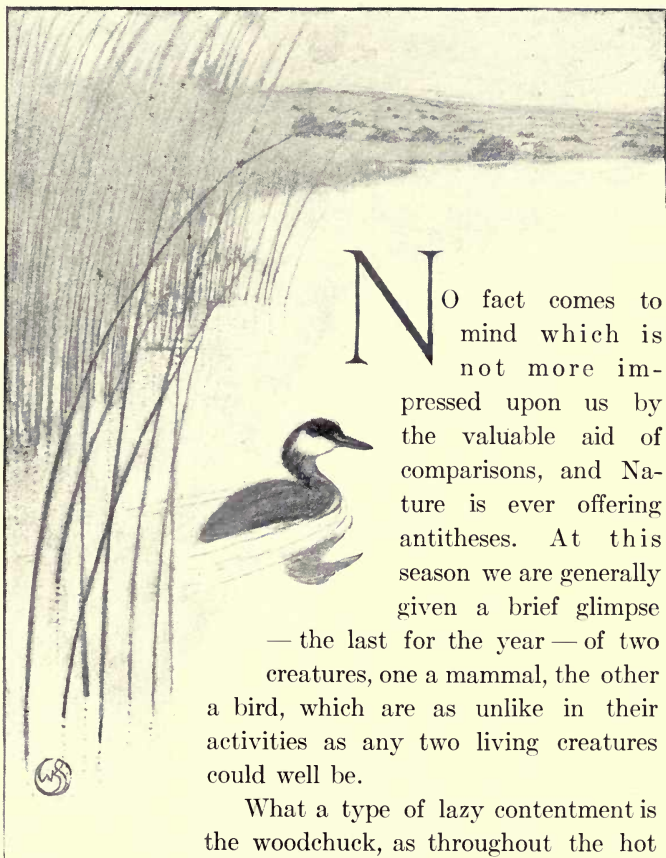 NO fact comes to
mind which is
not more im-
pressed upon us by
the valuable aid of
comparisons, and Na-
ture is ever offering
antitheses. At this
season we are generally
given a brief glimpse
— the last for the year — of two
creatures, one a mammal, the other
a bird, which are as unlike in their
activities as any two living creatures
could well be.
What a type of lazy contentment is
the woodchuck, as throughout the hot